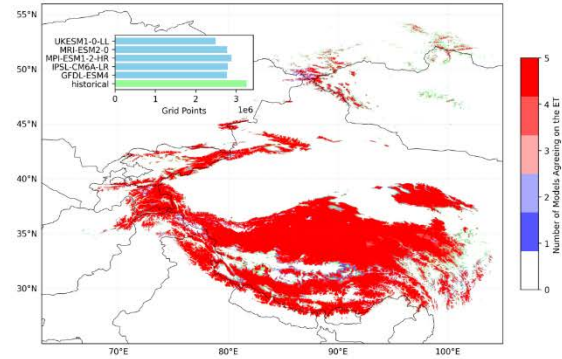 55°N
50°N
45°N
40°N
35°N
30°N
UKESM1-0-LL
MRI-ESM2-0
MPI-ESM1-2-HR
IPSL-CM6A-LR
GFDL-ESM4
historical
0 1 2 3
1e6
Grid Points
70°E 80°E 90°E 100°E
5
4
3
2
1
0
Number of Models Agreeing on the ET